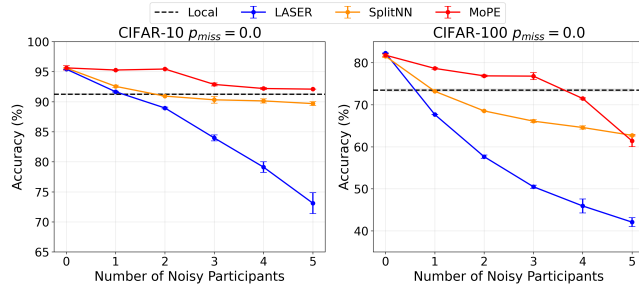 Local LASER SplitNN MoPE
CIFAR-10 p_miss = 0.0
Accuracy (%)
100
95
90
85
80
75
70
65
0 1 2 3 4 5
Number of Noisy Participants
CIFAR-100 p_miss = 0.0
Accuracy (%)
80
70
60
50
40
0 1 2 3 4 5
Number of Noisy Participants